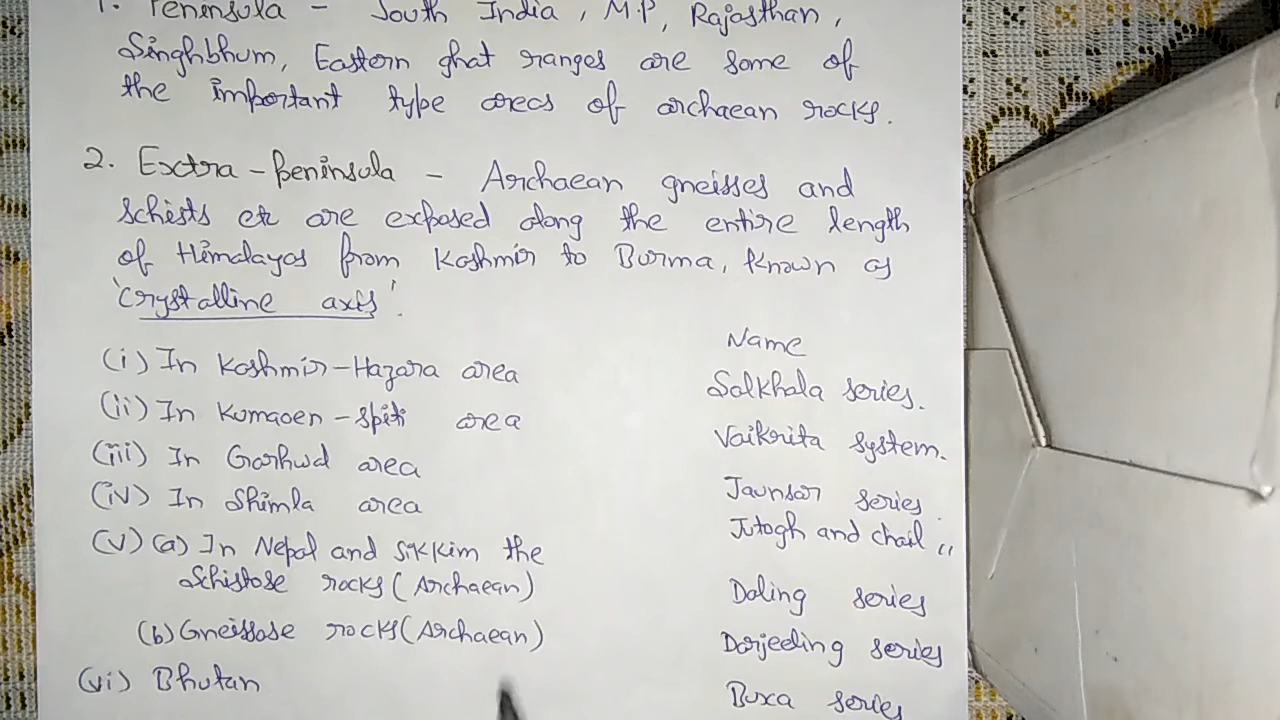 1. Peninsula - South India, M.P, Rajasthan,
Singhbhum, Eastern ghat ranges are some of
the important type areas of archaean rocks.
2. Extra-peninsula - Archaean gneisses and
schists etc are exposed along the entire length
of Himalayas from Kashmir to Burma, known as
'Crystalline axis'.
Name
(i) In Kashmir-Hazara area Salkhala series.
(ii) In Kumaoen-spiti area Vaikrita system.
(iii) In Garhwal area Jaunsar series.
(iv) In Shimla area Jutogh and chail "
(v) (a) In Nepal and Sikkim the
schistose rocks (Archaean) Daling series
(b) Gneissose rocks (Archaean) Darjeeling series
(vi) Bhutan Buxa series